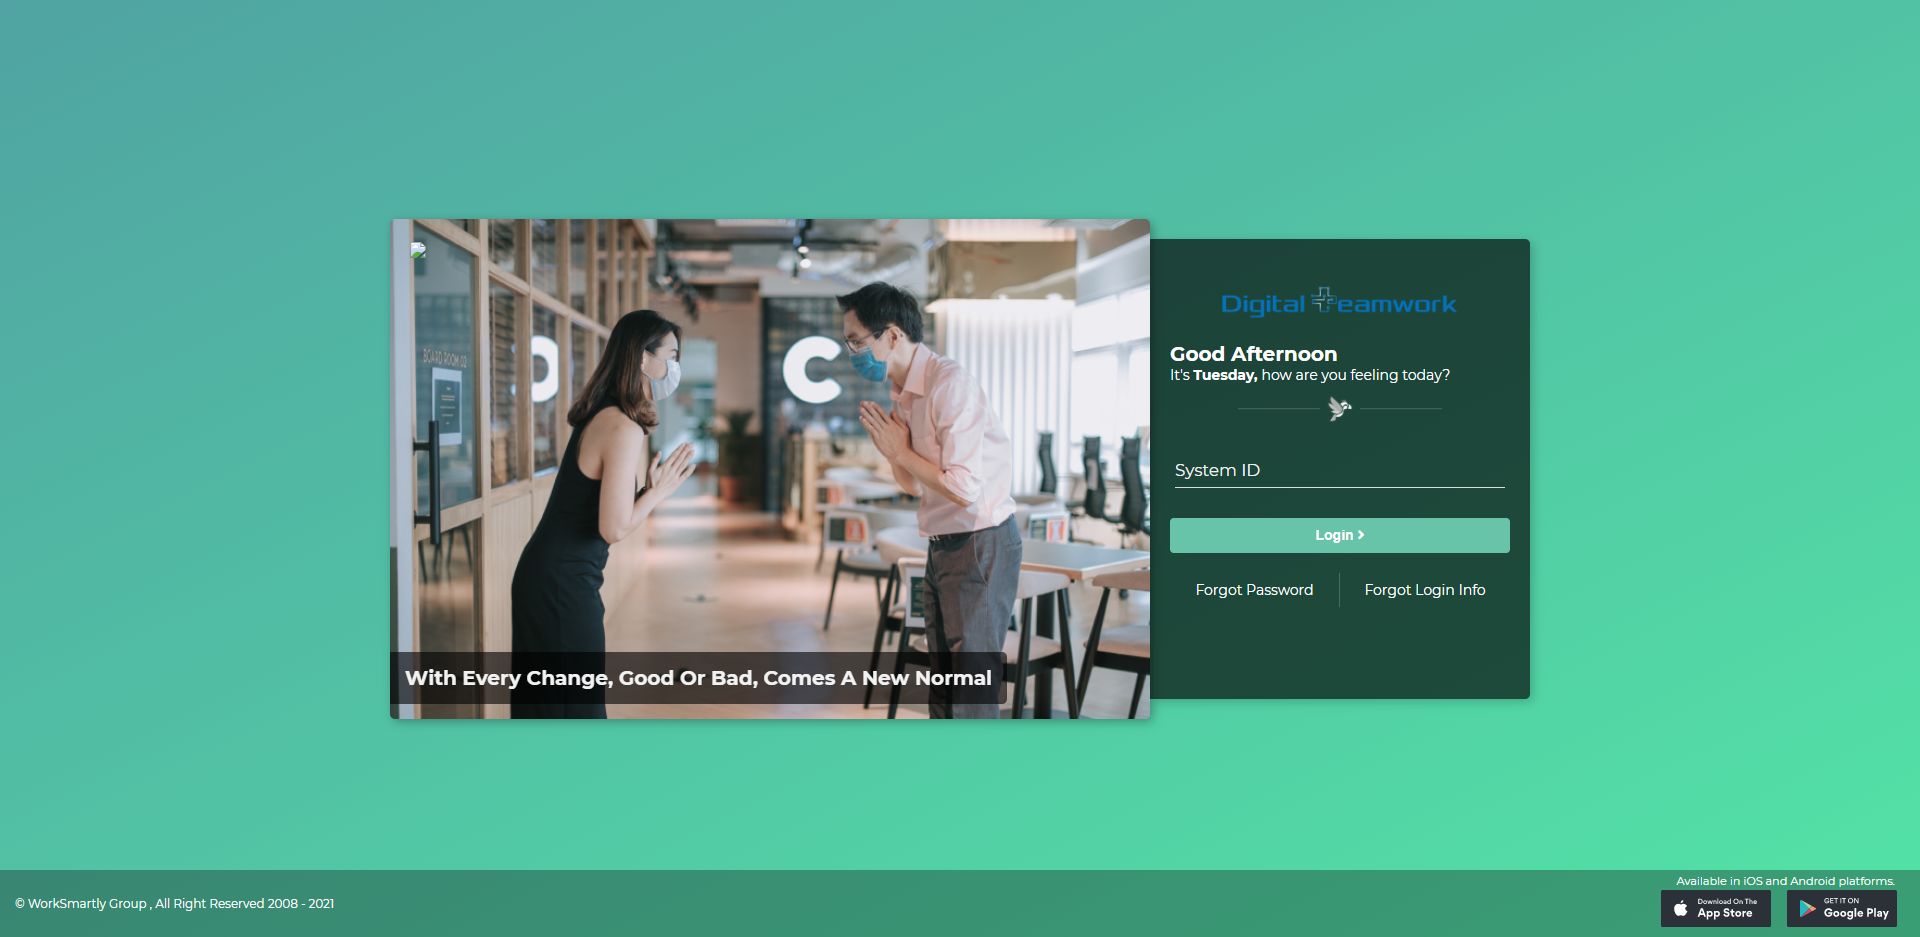 BOARD ROOM 03
C
With Every Change, Good Or Bad, Comes A New Normal
Digital Teamwork
Good Afternoon
It's Tuesday, how are you feeling today?
System ID
Login
Forgot Password
Forgot Login Info
© WorkSmartly Group , All Right Reserved 2008 - 2021
Available in iOS and Android platforms.
Download On The
App Store
GET IT ON
Google Play